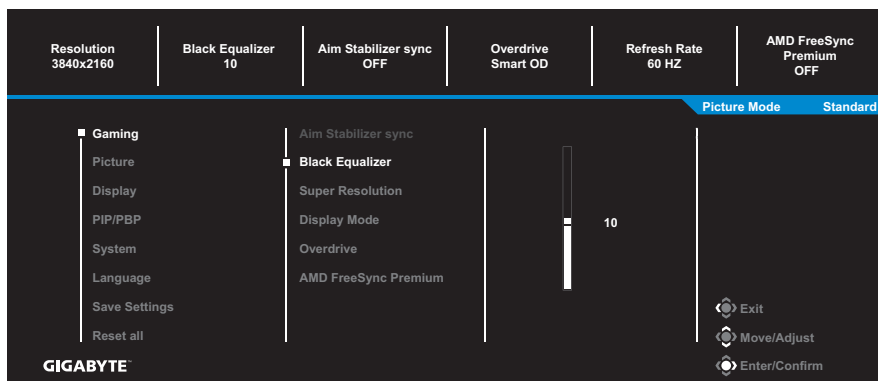 Resolution
3840x2160
Black Equalizer
10
Aim Stabilizer sync
OFF
Overdrive
Smart OD
Refresh Rate
60 HZ
AMD FreeSync
Premium
OFF
Picture Mode Standard
Gaming
Picture
Display
PIP/PBP
System
Language
Save Settings
Reset all
Aim Stabilizer sync
Black Equalizer
Super Resolution
Display Mode
Overdrive
AMD FreeSync Premium
10
Exit
Move/Adjust
Enter/Confirm
GIGABYTE™